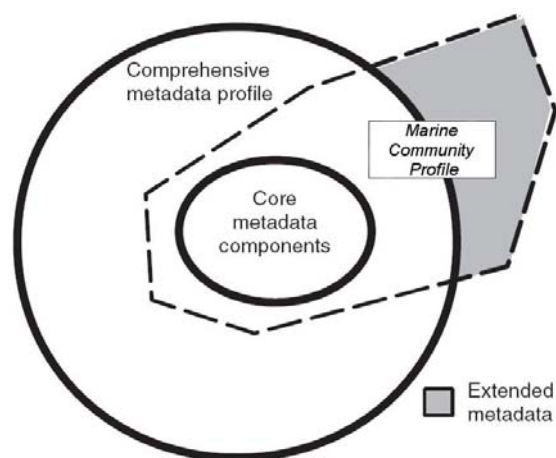 Comprehensive
metadata profile
Marine
Community
Profile
Core
metadata
components
Extended
metadata